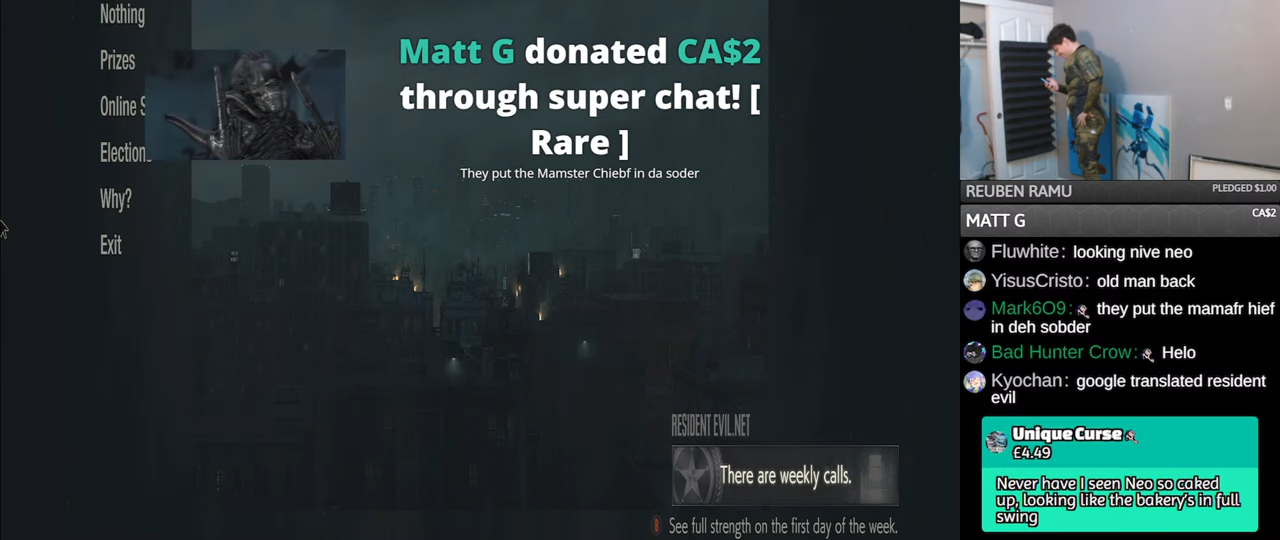 Nothing
Prizes
Online S
Election
Why?
Exit
Matt G donated CA$2
through super chat! [
Rare ]
They put the Mamster Chiebf in da soder
RESIDENT EVIL.NET
There are weekly calls.
See full strength on the first day of the week.
REUBEN RAMU
PLEDGED $1.00
MATT G
CA$2
Fluwhite: looking nive neo
YisusCristo: old man back
Mark6O9: they put the mamafr hief
in deh sobder
Bad Hunter Crow: Helo
Kyochan: google translated resident
evil
Unique Curse
£4.49
Never have I seen Neo so caked
up, looking like the bakery's in full
swing